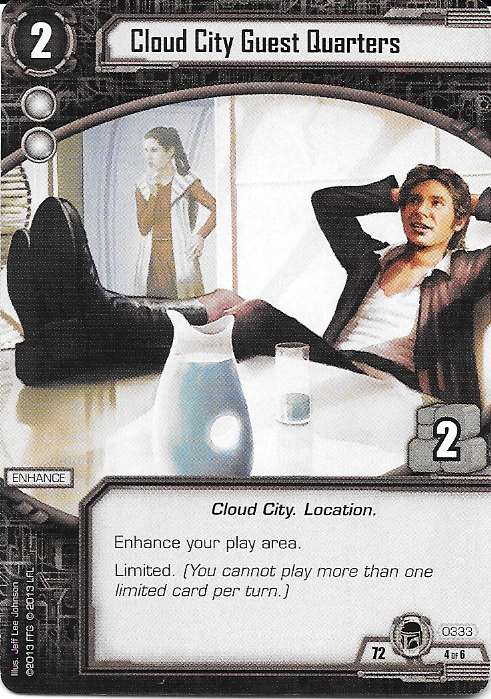 2
Cloud City Guest Quarters
2
ENHANCE
Cloud City. Location.
Enhance your play area.
Limited. (You cannot play more than one
limited card per turn.)
Illus. Jeff Lee Johnson
©2013 FFG ©2013 LFL
0333
72
4 of 6